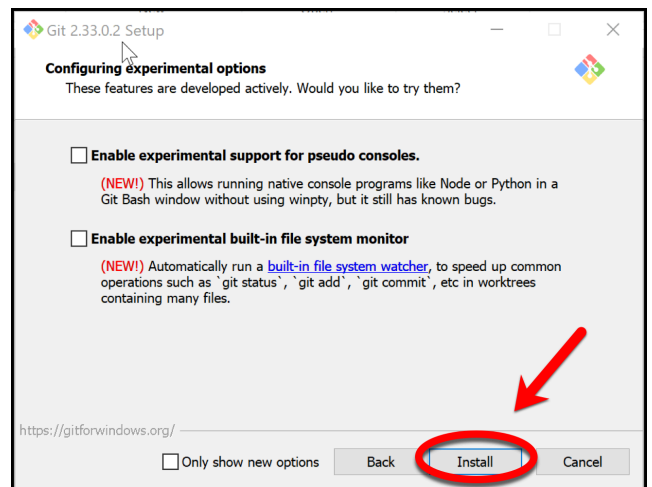 Git 2.33.0.2 Setup
Configuring experimental options
These features are developed actively. Would you like to try them?
Enable experimental support for pseudo consoles.
(NEW!) This allows running native console programs like Node or Python in a
Git Bash window without using winpty, but it still has known bugs.
Enable experimental built-in file system monitor
(NEW!) Automatically run a built-in file system watcher, to speed up common
operations such as `git status`, `git add`, `git commit`, etc in worktrees
containing many files.
https://gitforwindows.org/
Only show new options Back Install Cancel